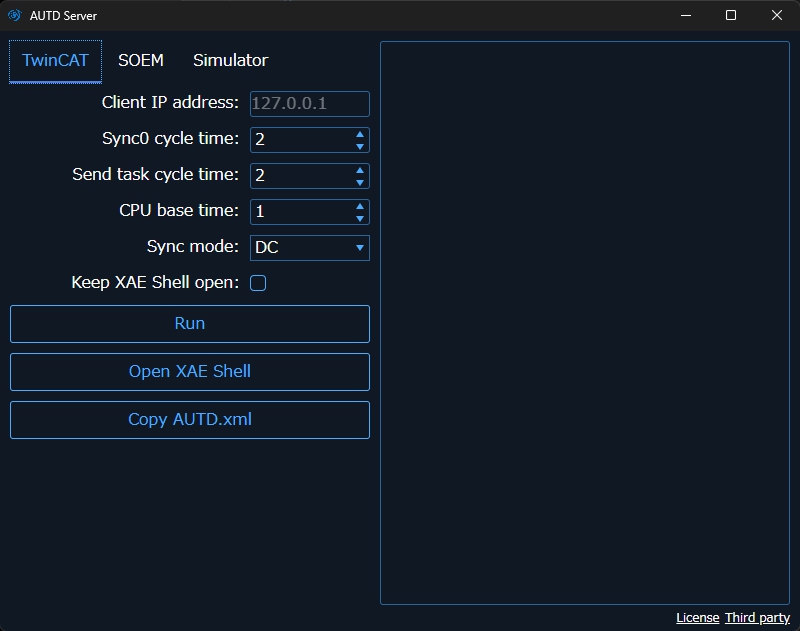 AUTD Server
TwinCAT SOEM Simulator
Client IP address: 127.0.0.1
Sync0 cycle time: 2
Send task cycle time: 2
CPU base time: 1
Sync mode: DC
Keep XAE Shell open:
Run
Open XAE Shell
Copy AUTD.xml
License Third party